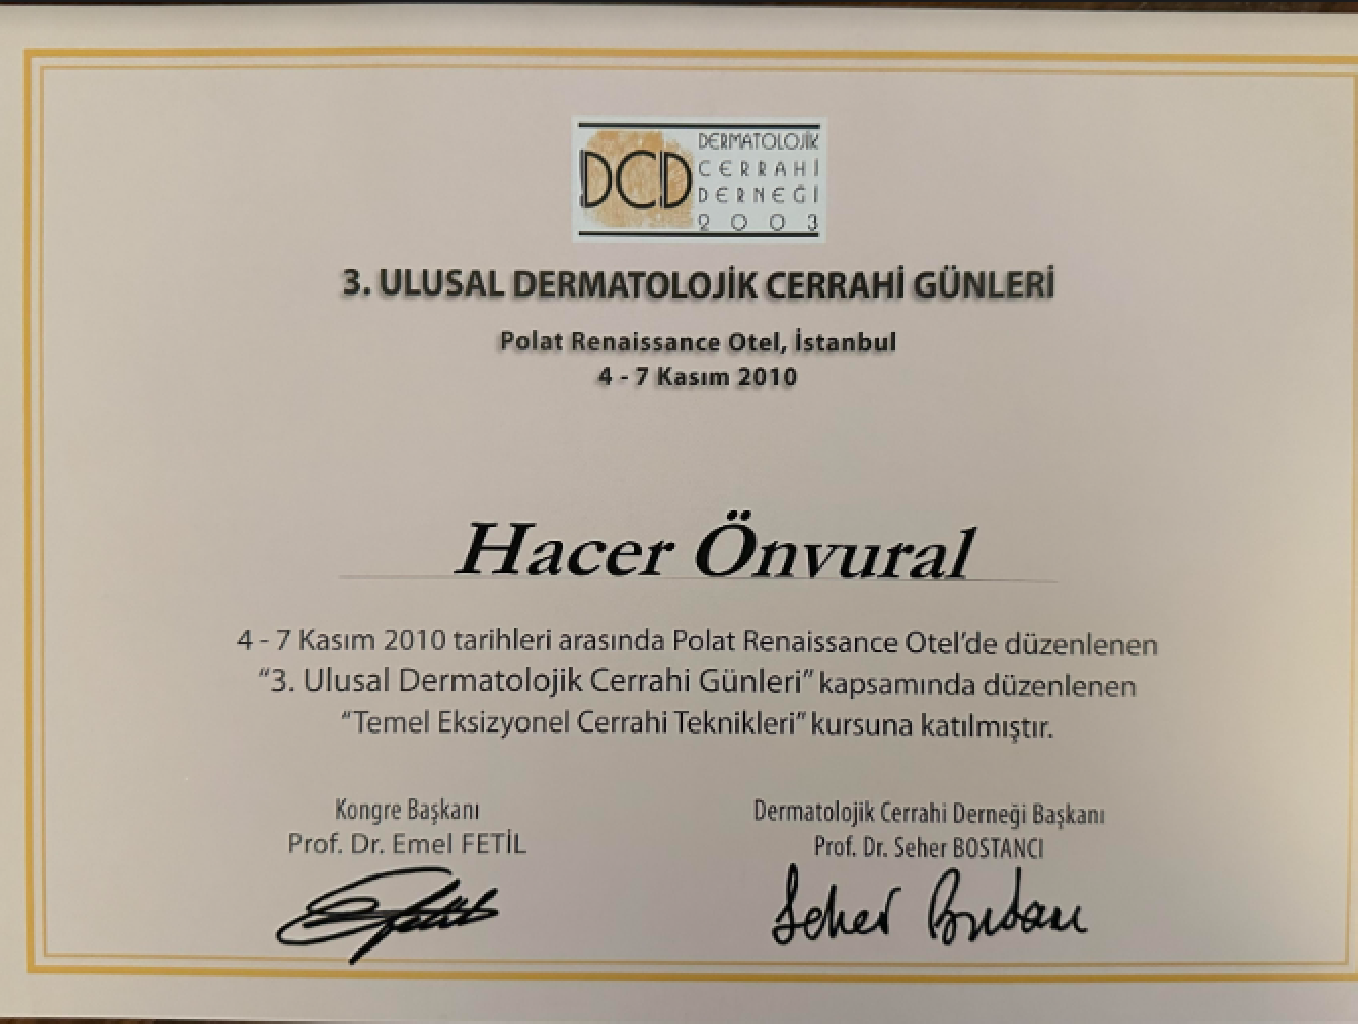 DCD
DERMATOLOJİK
CERRAHİ
DERNEĞİ
2003
3. ULUSAL DERMATOLOJİK CERRAHİ GÜNLERİ
Polat Renaissance Otel, İstanbul
4 - 7 Kasım 2010
Hacer Önvural
4 - 7 Kasım 2010 tarihleri arasında Polat Renaissance Otel'de düzenlenen
“3. Ulusal Dermatolojik Cerrahi Günleri” kapsamında düzenlenen
“Temel Eksizyonel Cerrahi Teknikleri” kursuna katılmıştır.
Kongre Başkanı
Prof. Dr. Emel FETİL
Dermatolojik Cerrahi Derneği Başkanı
Prof. Dr. Seher BOSTANCI
Seher